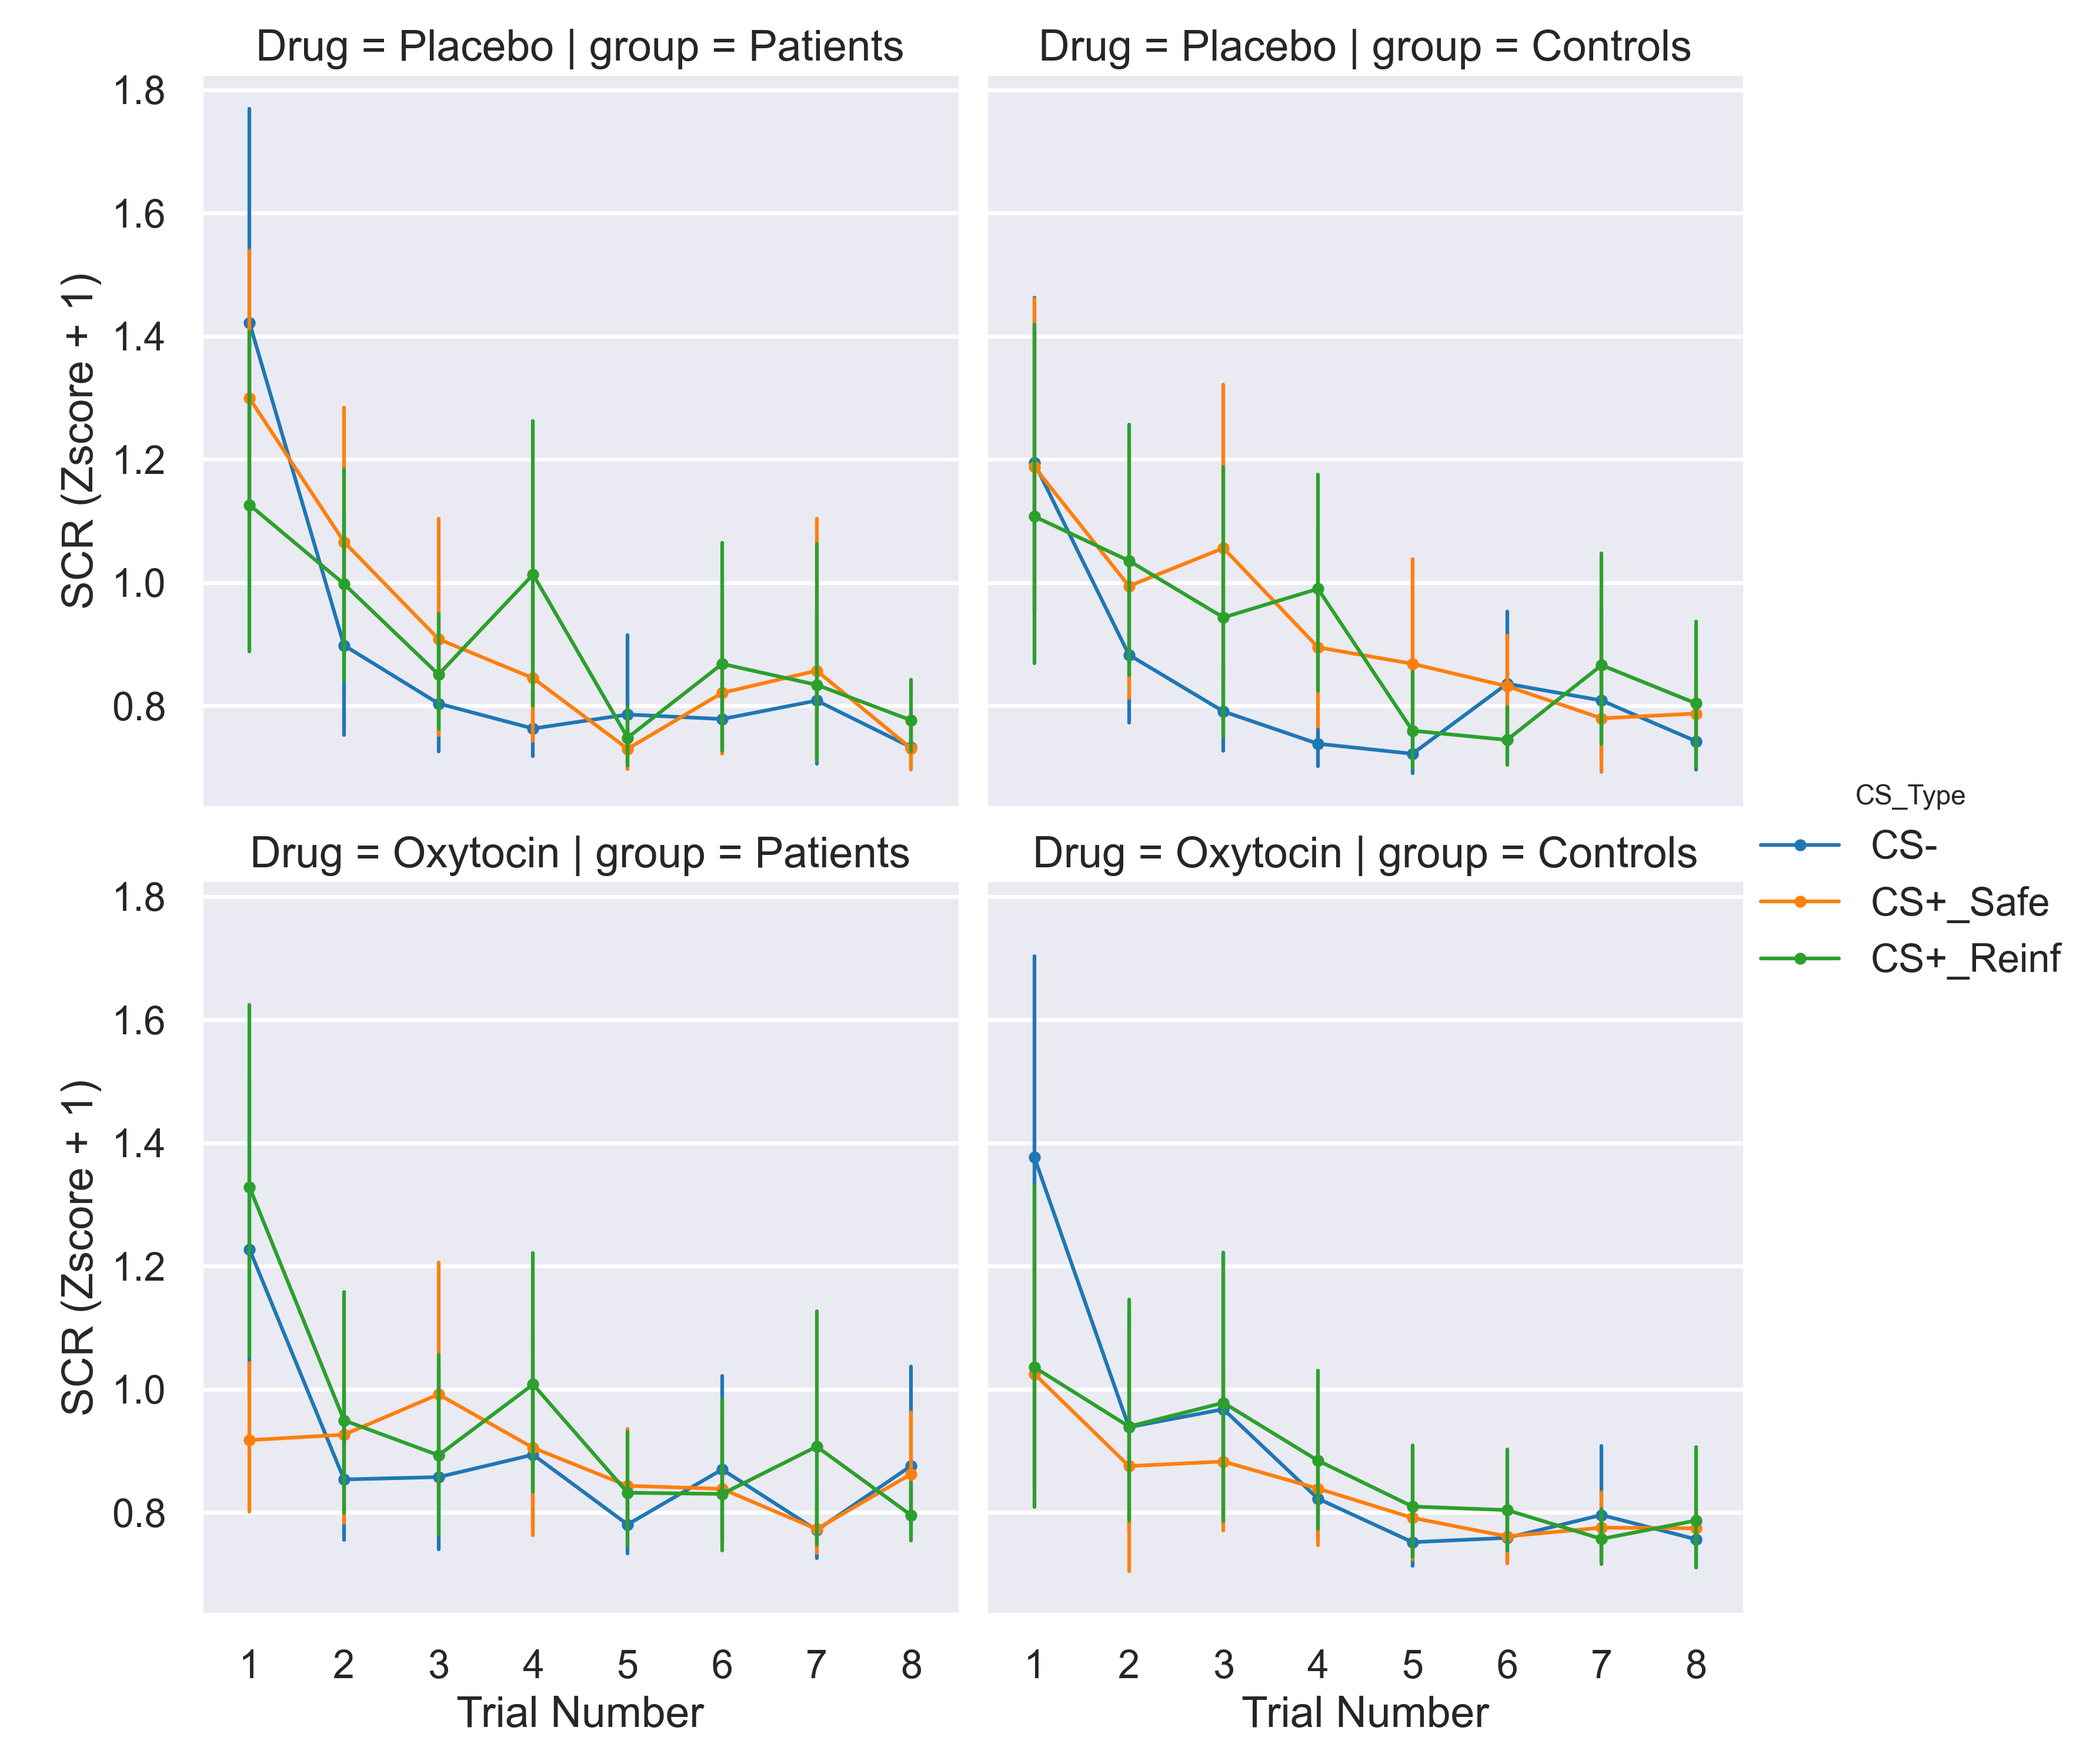 Drug = Placebo | group = Patients
Drug = Placebo | group = Controls
1.8
1.6
1.4
1.2
1.0
0.8
SCR (Zscore + 1)
Drug = Oxytocin | group = Patients
Drug = Oxytocin | group = Controls
1.8
1.6
1.4
1.2
1.0
0.8
SCR (Zscore + 1)
1 2 3 4 5 6 7 8
Trial Number
1 2 3 4 5 6 7 8
Trial Number
CS_Type
CS-
CS+_Safe
CS+_Reinf